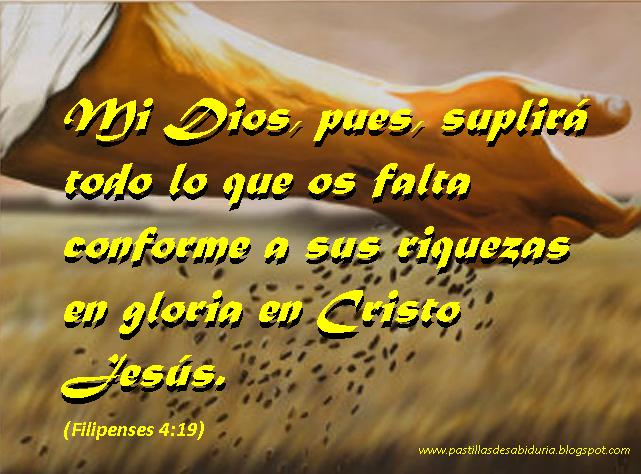 Mi Dios, pues, suplirá
todo lo que os falta
conforme a sus riquezas
en gloria en Cristo
Jesús.
(Filipenses 4:19)
www.pastillasdesabiduria.blogspot.com